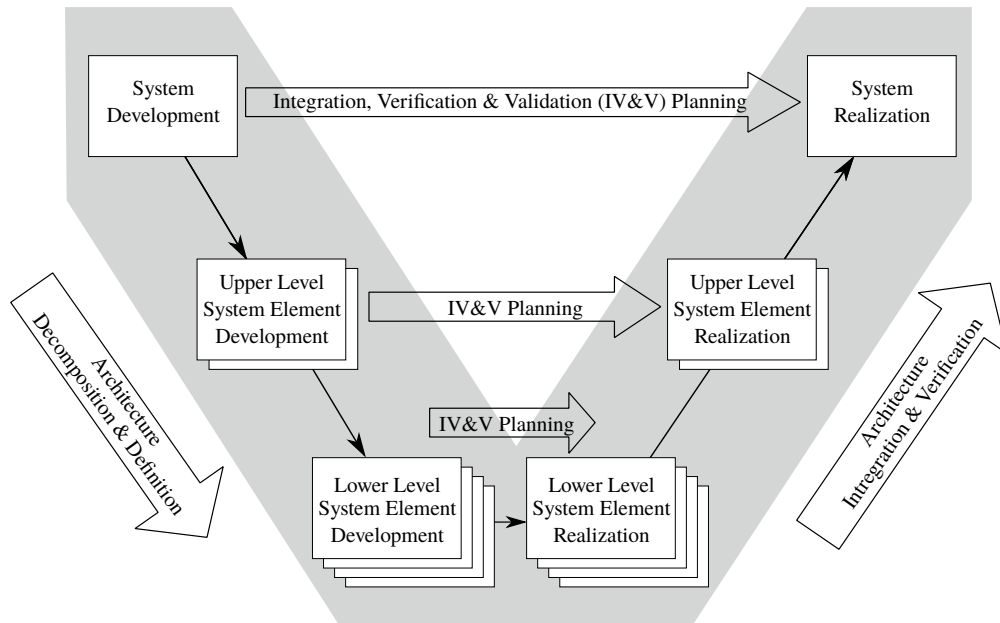 System
Development
Integration, Verification & Validation (IV&V) Planning
System
Realization
Upper Level
System Element
Development
IV&V Planning
Upper Level
System Element
Realization
Architecture
Decomposition & Definition
IV&V Planning
Architecture
Intregration & Verification
Lower Level
System Element
Development
Lower Level
System Element
Realization